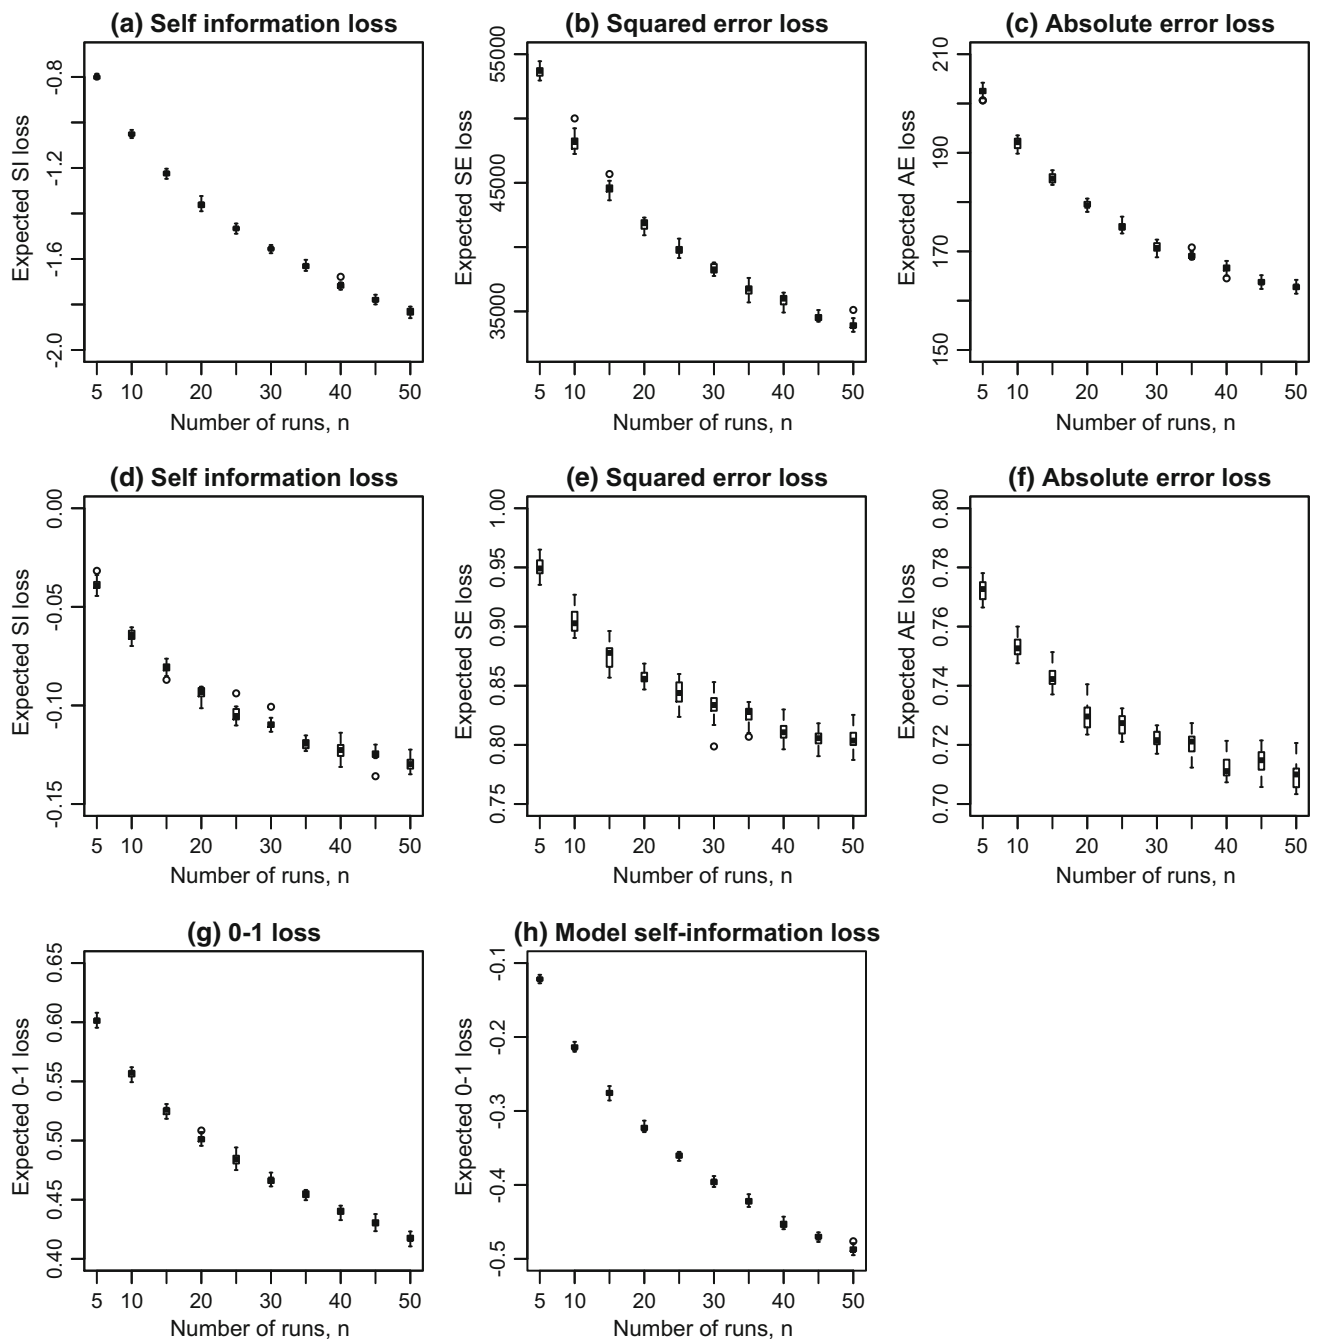 (a) Self information loss
Expected SI loss
-0.8
-1.2
-1.6
-2.0
5 10 20 30 40 50
Number of runs, n
(b) Squared error loss
Expected SE loss
55000
45000
35000
5 10 20 30 40 50
Number of runs, n
(c) Absolute error loss
Expected AE loss
210
190
170
150
5 10 20 30 40 50
Number of runs, n
(d) Self information loss
Expected SI loss
0.00
-0.05
-0.10
-0.15
5 10 20 30 40 50
Number of runs, n
(e) Squared error loss
Expected SE loss
1.00
0.95
0.90
0.85
0.80
0.75
5 10 20 30 40 50
Number of runs, n
(f) Absolute error loss
Expected AE loss
0.80
0.78
0.76
0.74
0.72
0.70
5 10 20 30 40 50
Number of runs, n
(g) 0-1 loss
Expected 0-1 loss
0.65
0.60
0.55
0.50
0.45
0.40
5 10 20 30 40 50
Number of runs, n
(h) Model self-information loss
Expected 0-1 loss
-0.1
-0.2
-0.3
-0.4
-0.5
5 10 20 30 40 50
Number of runs, n